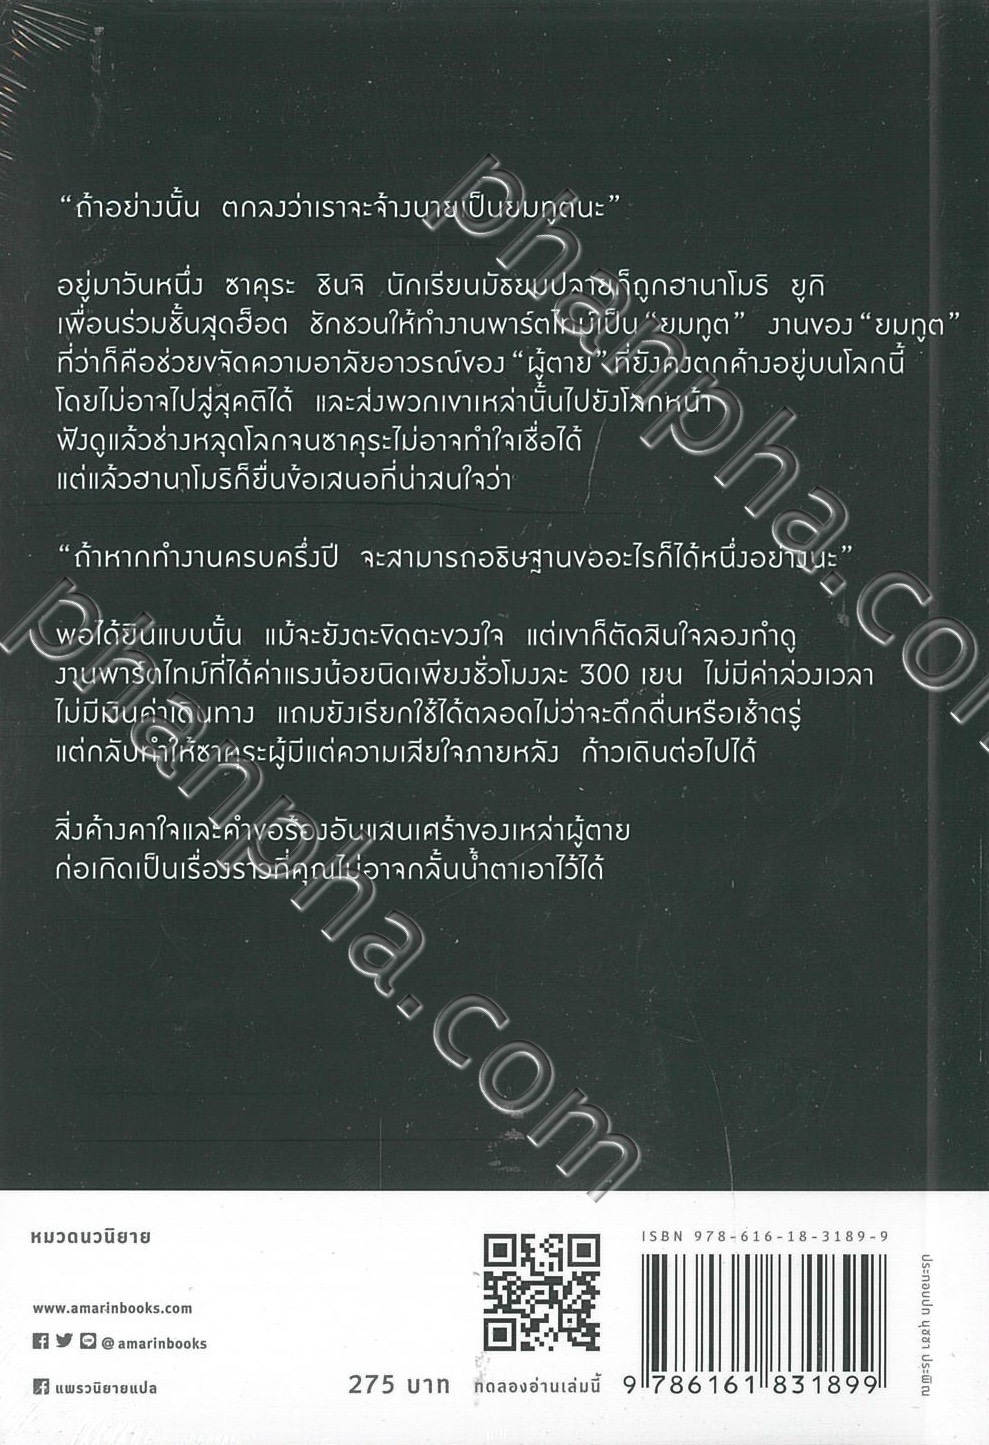 “ถ้าอย่างนั้น ตกลงว่าเราจะจ้างนายเป็นยมทูตนะ”
อยู่มาวันหนึ่ง ซาคุระ ชินจิ นักเรียนมัธยมปลายก็ถูกฮานาโมริ ยูกิ
เพื่อนร่วมชั้นสุดฮ็อต ชักชวนให้ทำงานพาร์ตไทม์เป็น “ยมทูต” งานของ “ยมทูต”
ที่ว่าก็คือช่วยขจัดความอาลัยอาวรณ์ของ “ผู้ตาย” ที่ยังคงตกค้างอยู่บนโลกนี้
โดยไม่อาจไปสู่สุคติได้ และส่งพวกเขาเหล่านั้นไปยังโลกหน้า
ฟังดูแล้วช่างหลุดโลกจนซาคุระไม่อาจทำใจเชื่อได้
แต่แล้วฮานาโมริก็ยื่นข้อเสนอที่น่าสนใจว่า
“ถ้าหากทำงานครบครึ่งปี จะสามารถอธิษฐานขออะไรก็ได้หนึ่งอย่างนะ”
พอได้ยินแบบนั้น แม้จะยังตะขิดตะขวงใจ แต่เขาก็ตัดสินใจลองทำดู
งานพาร์ตไทม์ที่ได้ค่าแรงน้อยนิดเพียงชั่วโมงละ 300 เยน ไม่มีค่าล่วงเวลา
ไม่มีเงินค่าเดินทาง แถมยังเรียกใช้ได้ตลอดไม่ว่าจะดึกดื่นหรือเช้าตรู่
แต่กลับทำให้ซาคุระผู้มีแต่ความเสียใจภายหลัง ก้าวเดินต่อไปได้
สิ่งค้างคาใจและคำขอร้องอันแสนเศร้าของเหล่าผู้ตาย
ก่อเกิดเป็นเรื่องราวที่คุณไม่อาจกลั้นน้ำตาเอาไว้ได้
phanpha.com
phanpha.com
หมวดนวนิยาย
www.amarinbooks.com
@amarinbooks
แพรวนิยายแปล
275 บาท
ทดลองอ่านเล่มนี้
ISBN 978-616-18-3189-9
9 786161 831899
ประกอบปก บุชชา ประพิณ